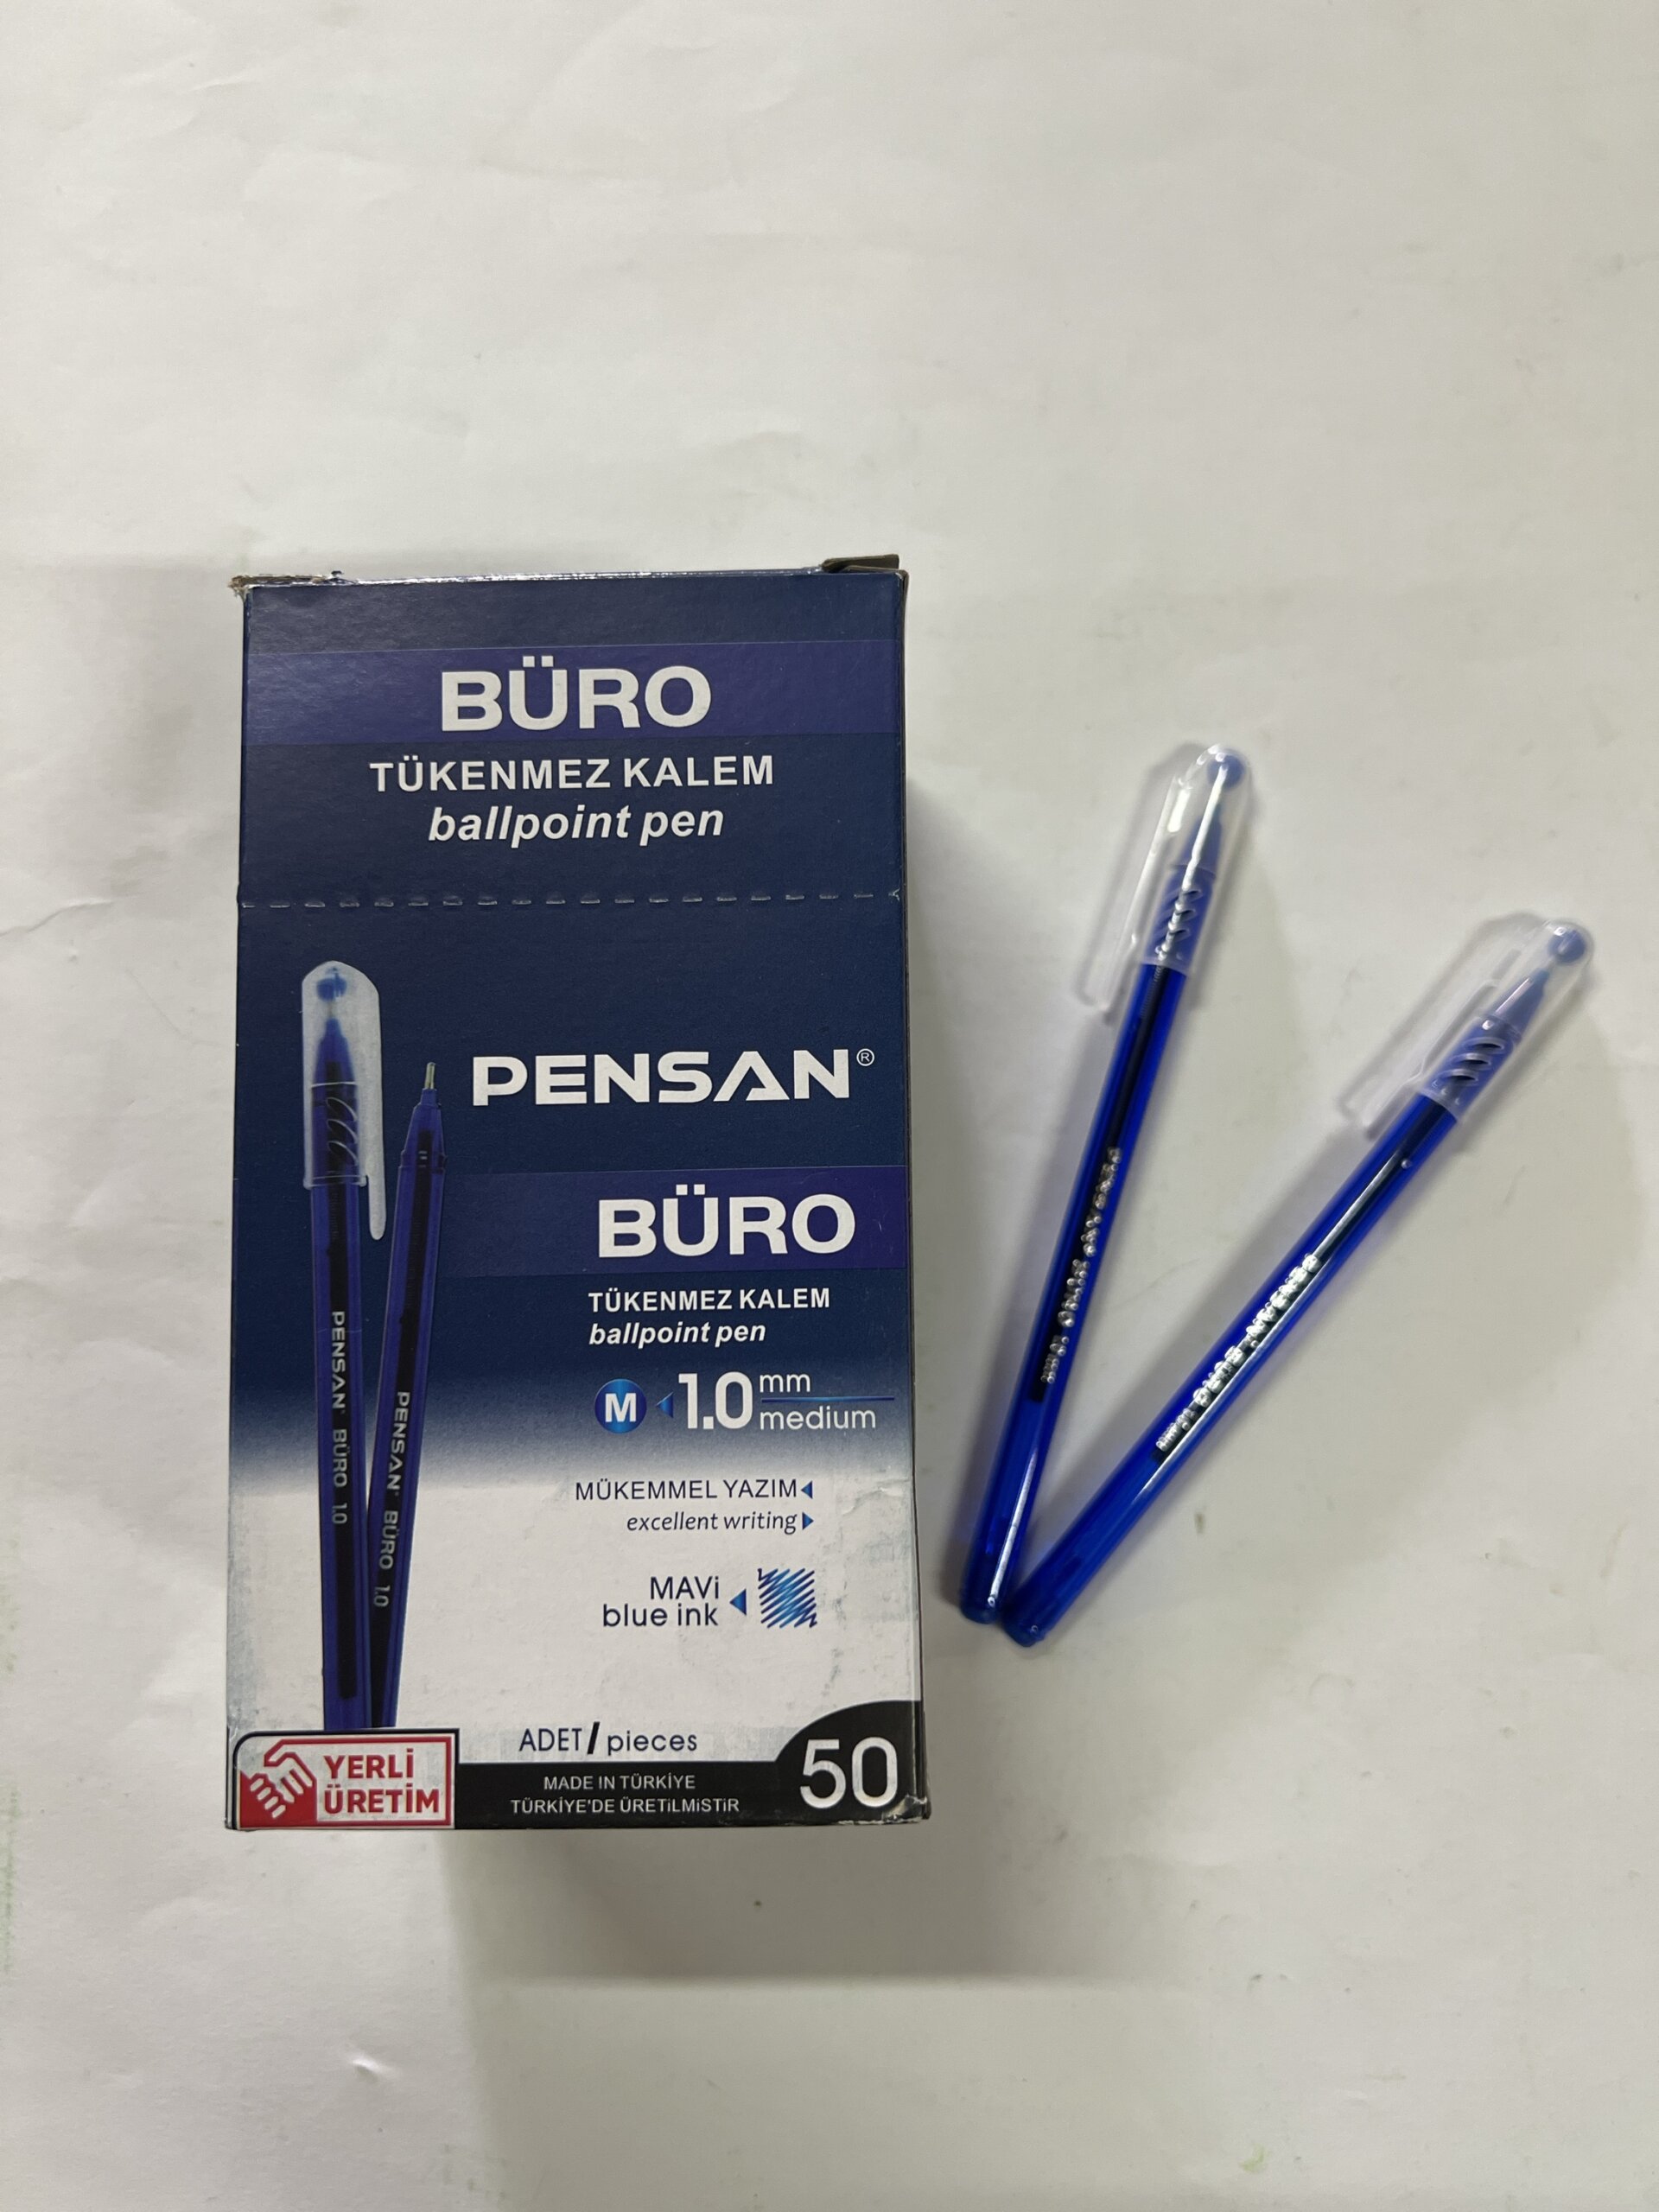 BÜRO
TÜKENMEZ KALEM
ballpoint pen
PENSAN®
BÜRO
TÜKENMEZ KALEM
ballpoint pen
M 1.0 mm
medium
MÜKEMMEL YAZIM
excellent writing
MAVİ
blue ink
PENSAN BÜRO 1.0
PENSAN BÜRO 1.0
ADET / pieces
50
YERLİ
ÜRETİM
MADE IN TÜRKİYE
TÜRKİYE'DE ÜRETİLMİSTİR